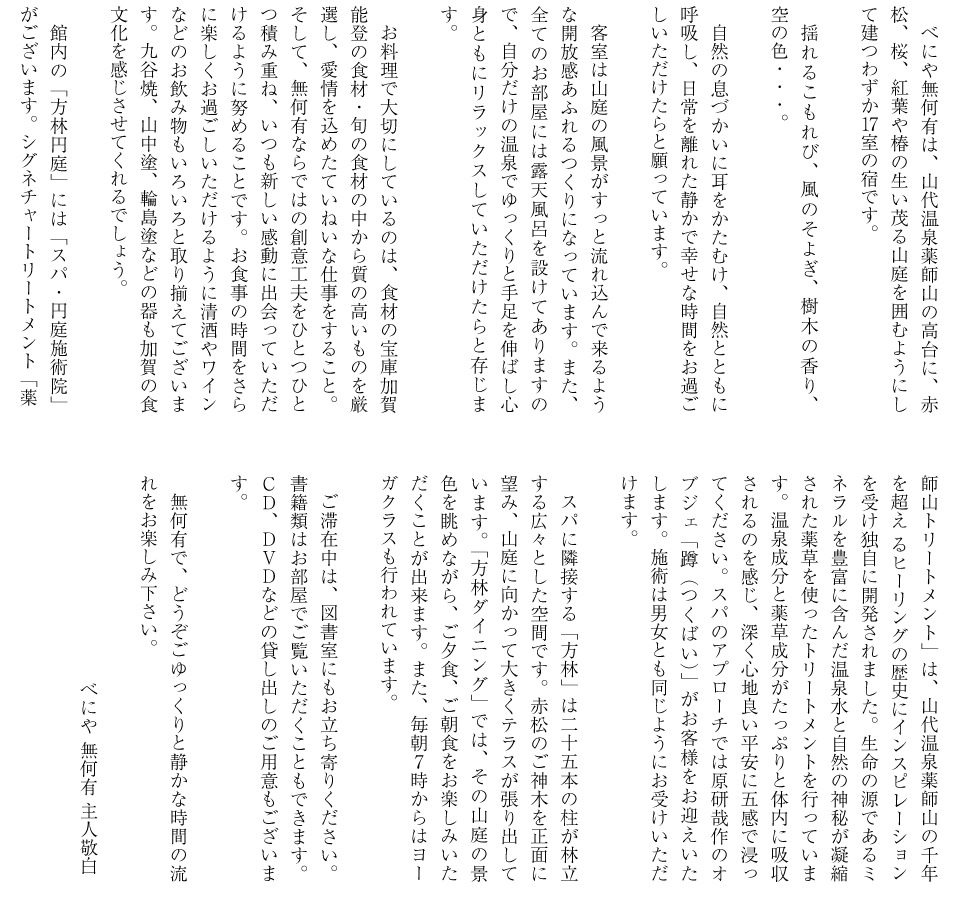 べにや無何有は、山代温泉薬師山の高台に、赤
松、桜、紅葉や椿の生い茂る山庭を囲むようにし
て建つわずか17室の宿です。
揺れるこもれび、風のそよぎ、樹木の香り、
空の色・・・。
自然の息づかいに耳をかたむけ、自然とともに
呼吸し、日常を離れた静かで幸せな時間をお過ご
しいただけたらと願っています。
客室は山庭の風景がすっと流れ込んで来るよう
な開放感あふれるつくりになっています。また、
全てのお部屋には露天風呂を設けてありますの
で、自分だけの温泉でゆっくりと手足を伸ばし心
身ともにリラックスしていただけたらと存じま
す。
お料理で大切にしているのは、食材の宝庫加賀
能登の食材・旬の食材の中から質の高いものを厳
選し、愛情を込めたていねいな仕事をすること。
そして、無何有ならではの創意工夫をひとつひと
つ積み重ね、いつも新しい感動に出会っていただ
けるように努めることです。お食事の時間をさら
に楽しくお過ごしいただけるように清酒やワイン
などのお飲み物もいろいろと取り揃えてございま
す。九谷焼、山中塗、輪島塗などの器も加賀の食
文化を感じさせてくれるでしょう。
館内の「方林円庭」には「スパ・円庭施術院」
がございます。シグネチャートリートメント「薬
師山トリートメント」は、山代温泉薬師山の千年
を超えるヒーリングの歴史にインスピレーション
を受け独自に開発されました。生命の源であるミ
ネラルを豊富に含んだ温泉水と自然の神秘が凝縮
された薬草を使ったトリートメントを行っていま
す。温泉成分と薬草成分がたっぷりと体内に吸収
されるのを感じ、深く心地良い平安に五感で浸っ
てください。スパのアプローチでは原研哉作のオ
ブジェ「蹲（つくばい）」がお客様をお迎えいた
します。施術は男女とも同じようにお受けいただ
けます。
スパに隣接する「方林」は二十五本の柱が林立
する広々とした空間です。赤松のご神木を正面に
望み、山庭に向かって大きくテラスが張り出して
います。「方林ダイニング」では、その山庭の景
色を眺めながら、ご夕食、ご朝食をお楽しみいた
だくことが出来ます。また、毎朝７時からはヨー
ガクラスも行われています。
ご滞在中は、図書室にもお立ち寄りください。
書籍類はお部屋でご覧いただくこともできます。
ＣＤ、ＤＶＤなどの貸し出しのご用意もございま
す。
無何有で、どうぞごゆっくりと静かな時間の流
れをお楽しみ下さい。
べにや 無何有 主人敬白